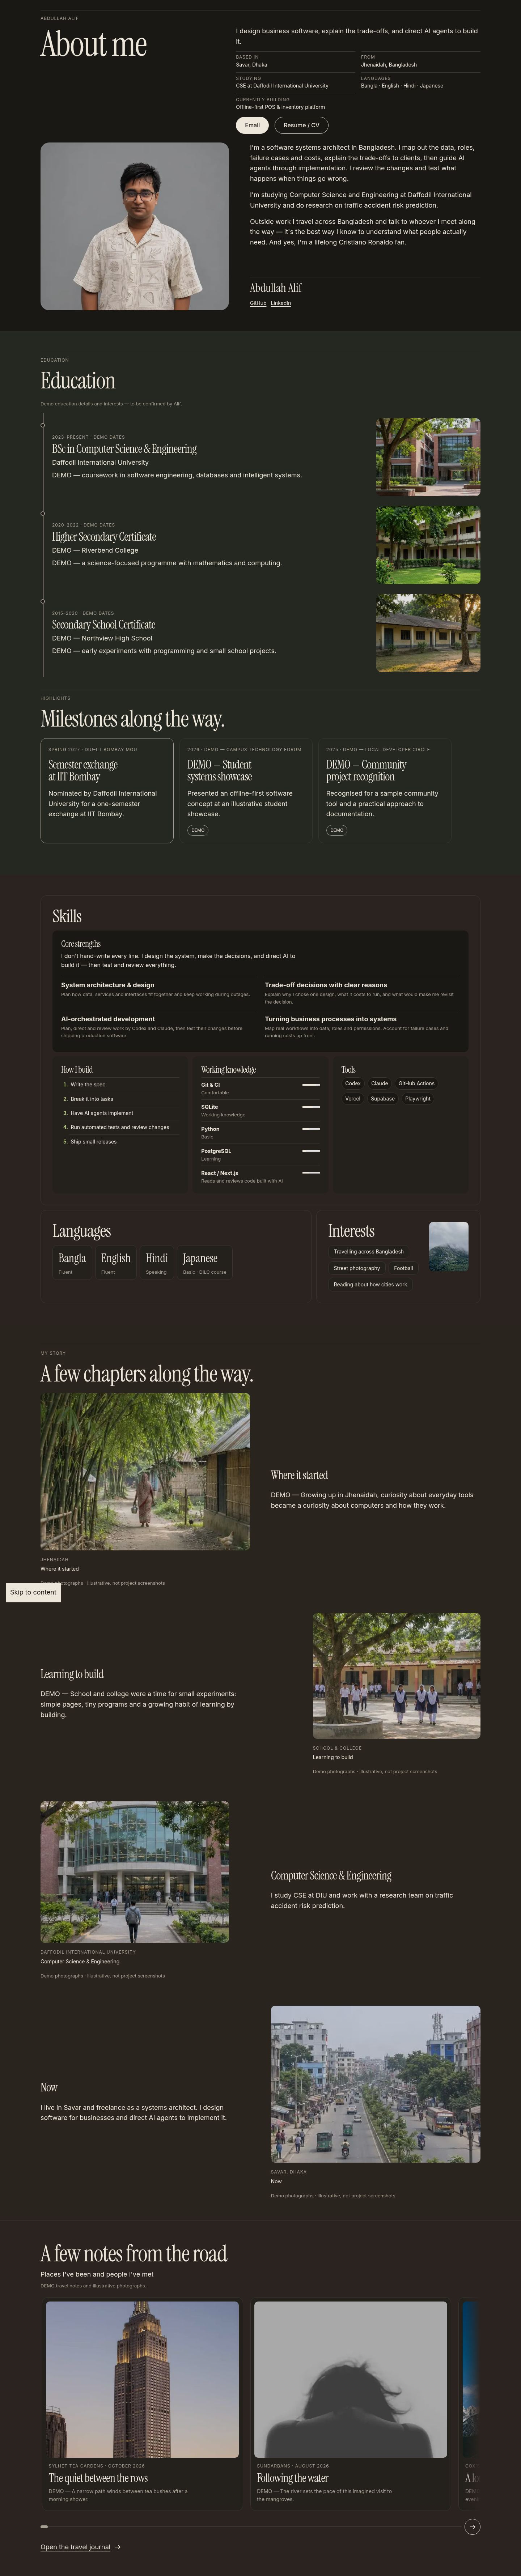 ABDULLAH ALIF
About me
I design business software, explain the trade-offs, and direct AI agents to build
it.
BASED IN
Savar, Dhaka
FROM
Jhenaidah, Bangladesh
STUDYING
CSE at Daffodil International University
LANGUAGES
Bangla · English · Hindi · Japanese
CURRENTLY BUILDING
Offline-first POS & inventory platform
Email
Resume / CV
I'm a software systems architect in Bangladesh. I map out the data, roles,
failure cases and costs, explain the trade-offs to clients, then guide AI
agents through implementation. I review the changes and test what
happens when things go wrong.
I'm studying Computer Science and Engineering at Daffodil International
University and do research on traffic accident risk prediction.
Outside work I travel across Bangladesh and talk to whoever I meet along
the way — it's the best way I know to understand what people actually
need. And yes, I'm a lifelong Cristiano Ronaldo fan.
Abdullah Alif
GitHub
LinkedIn
EDUCATION
Education
Demo education details and interests — to be confirmed by Alif.
2023–PRESENT · DEMO DATES
BSc in Computer Science & Engineering
Daffodil International University
DEMO — coursework in software engineering, databases and intelligent systems.
2020–2022 · DEMO DATES
Higher Secondary Certificate
DEMO — Riverbend College
DEMO — a science-focused programme with mathematics and computing.
2015–2020 · DEMO DATES
Secondary School Certificate
DEMO — Northview High School
DEMO — early experiments with programming and small school projects.
HIGHLIGHTS
Milestones along the way.
SPRING 2027 · DIU–IIT BOMBAY MOU
Semester exchange
at IIT Bombay
Nominated by Daffodil International
University for a one-semester
exchange at IIT Bombay.
2026 · DEMO — CAMPUS TECHNOLOGY FORUM
DEMO — Student
systems showcase
Presented an offline-first software
concept at an illustrative student
showcase.
DEMO
2025 · DEMO — LOCAL DEVELOPER CIRCLE
DEMO — Community
project recognition
Recognised for a sample community
tool and a practical approach to
documentation.
DEMO
Skills
Core strengths
I don't hand-write every line. I design the system, make the decisions, and direct AI to
build it — then test and review everything.
System architecture & design
Plan how data, services and interfaces fit together and keep working during outages.
Trade-off decisions with clear reasons
Explain why I chose one design, what it costs to run, and what would make me revisit
the decision.
AI-orchestrated development
Plan, direct and review work by Codex and Claude, then test their changes before
shipping production software.
Turning business processes into systems
Map real workflows into data, roles and permissions. Account for failure cases and
running costs up front.
How I build
1. Write the spec
2. Break it into tasks
3. Have AI agents implement
4. Run automated tests and review changes
5. Ship small releases
Working knowledge
Git & CI
Comfortable
SQLite
Working knowledge
Python
Basic
PostgreSQL
Learning
React / Next.js
Reads and reviews code built with AI
Tools
Codex
Claude
GitHub Actions
Vercel
Supabase
Playwright
Languages
Bangla
Fluent
English
Fluent
Hindi
Speaking
Japanese
Basic · DILC course
Interests
Travelling across Bangladesh
Street photography
Football
Reading about how cities work
MY STORY
A few chapters along the way.
Where it started
DEMO — Growing up in Jhenaidah, curiosity about everyday tools
became a curiosity about computers and how they work.
JHENAIDAH
Where it started
photographs · Illustrative, not project screenshots
Skip to content
Learning to build
DEMO — School and college were a time for small experiments:
simple pages, tiny programs and a growing habit of learning by
building.
SCHOOL & COLLEGE
Learning to build
Demo photographs · Illustrative, not project screenshots
Computer Science & Engineering
I study CSE at DIU and work with a research team on traffic
accident risk prediction.
DAFFODIL INTERNATIONAL UNIVERSITY
Computer Science & Engineering
Demo photographs · Illustrative, not project screenshots
Now
I live in Savar and freelance as a systems architect. I design
software for businesses and direct AI agents to implement it.
SAVAR, DHAKA
Now
Demo photographs · Illustrative, not project screenshots
A few notes from the road
Places I've been and people I've met
DEMO travel notes and illustrative photographs.
SYLHET TEA GARDENS · OCTOBER 2026
The quiet between the rows
DEMO — A narrow path winds between tea bushes after a
morning shower.
SUNDARBANS · AUGUST 2026
Following the water
DEMO — The river sets the pace of this imagined visit to
the mangroves.
Open the travel journal →